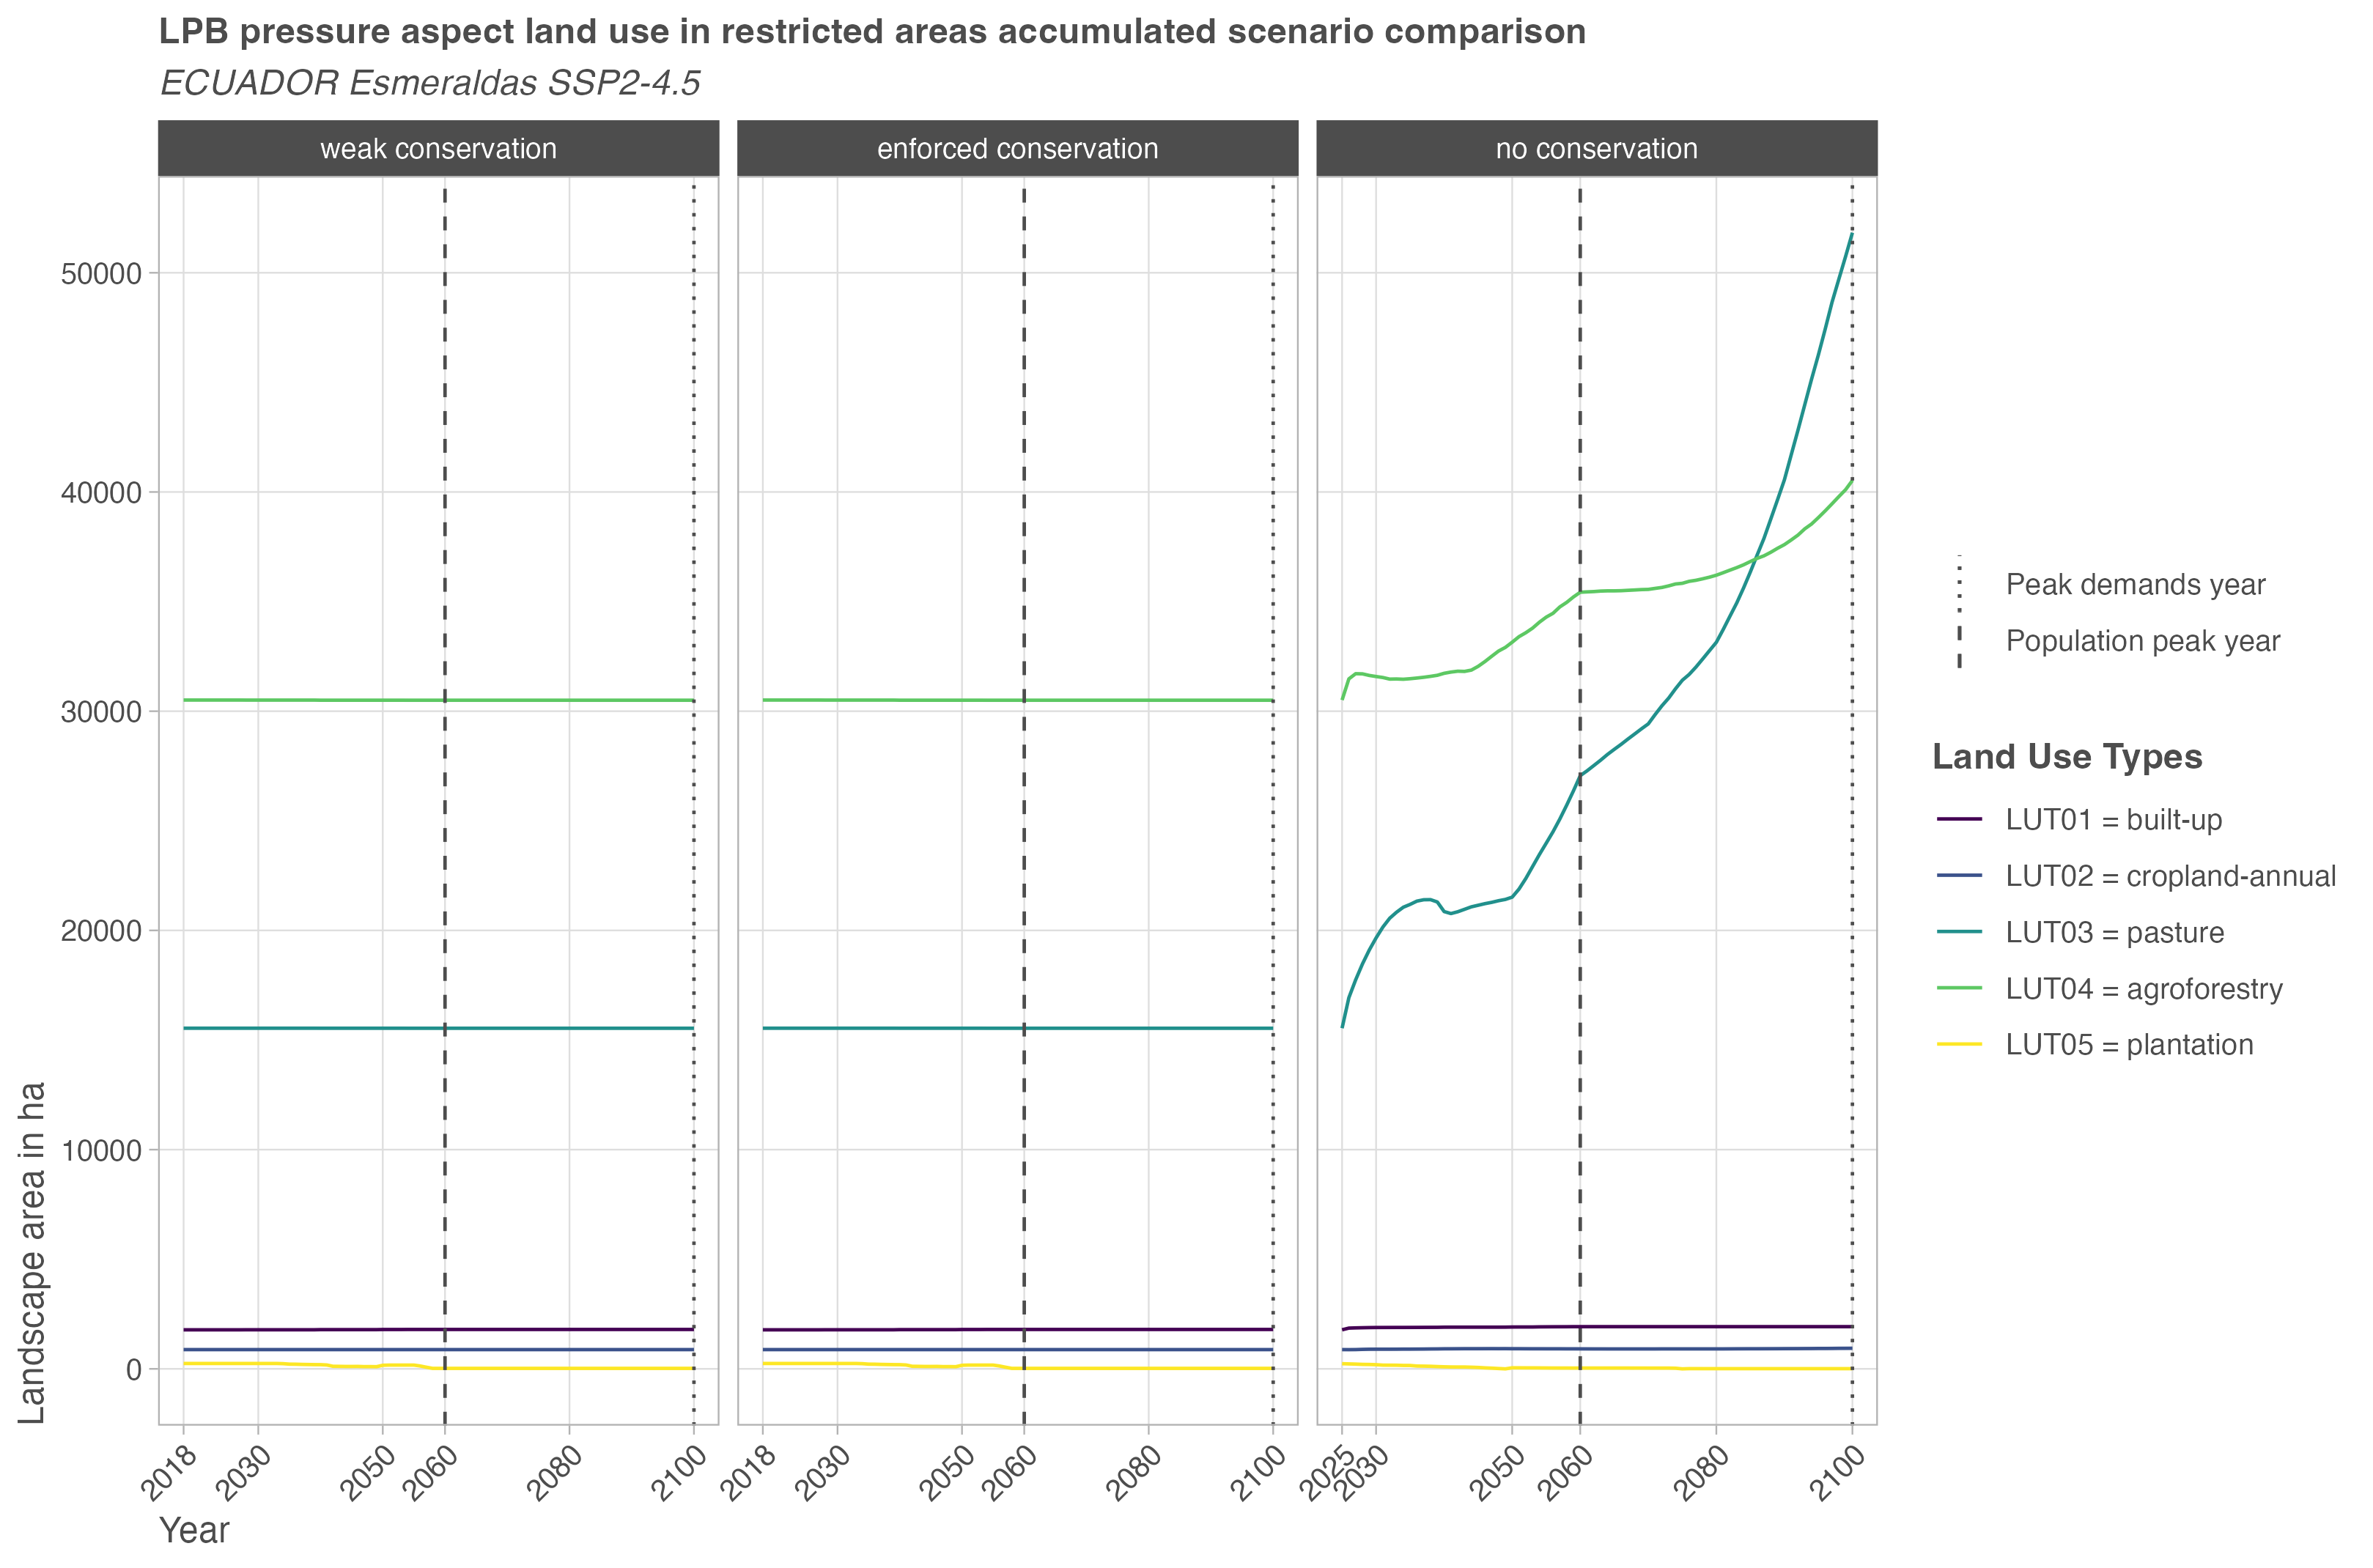 LPB pressure aspect land use in restricted areas accumulated scenario comparison
ECUADOR Esmeraldas SSP2-4.5
weak conservation
enforced conservation
no conservation
50000
40000
30000
20000
10000
0
Landscape area in ha
2018 2030 2050 2060 2080 2100
2018 2030 2050 2060 2080 2100
2025 2030 2050 2060 2080 2100
Year
Peak demands year
Population peak year
Land Use Types
LUT01 = built-up
LUT02 = cropland-annual
LUT03 = pasture
LUT04 = agroforestry
LUT05 = plantation